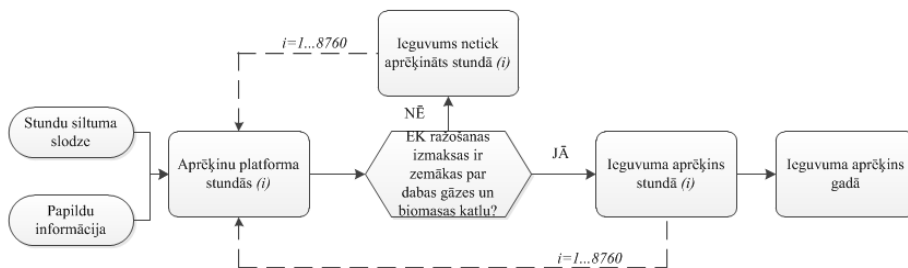 i=1...8760
Ieguvums netiek
aprēķināts stundā (i)
NĒ
Stundu siltuma
slodze
Papildu
informācija
Aprēķinu platforma
stundās (i)
EK ražošanas
izmaksas ir
zemākas par
dabas gāzes un
biomasas katlu?
JĀ
Ieguvuma aprēķins
stundā (i)
Ieguvuma aprēķins
gadā
i=1...8760